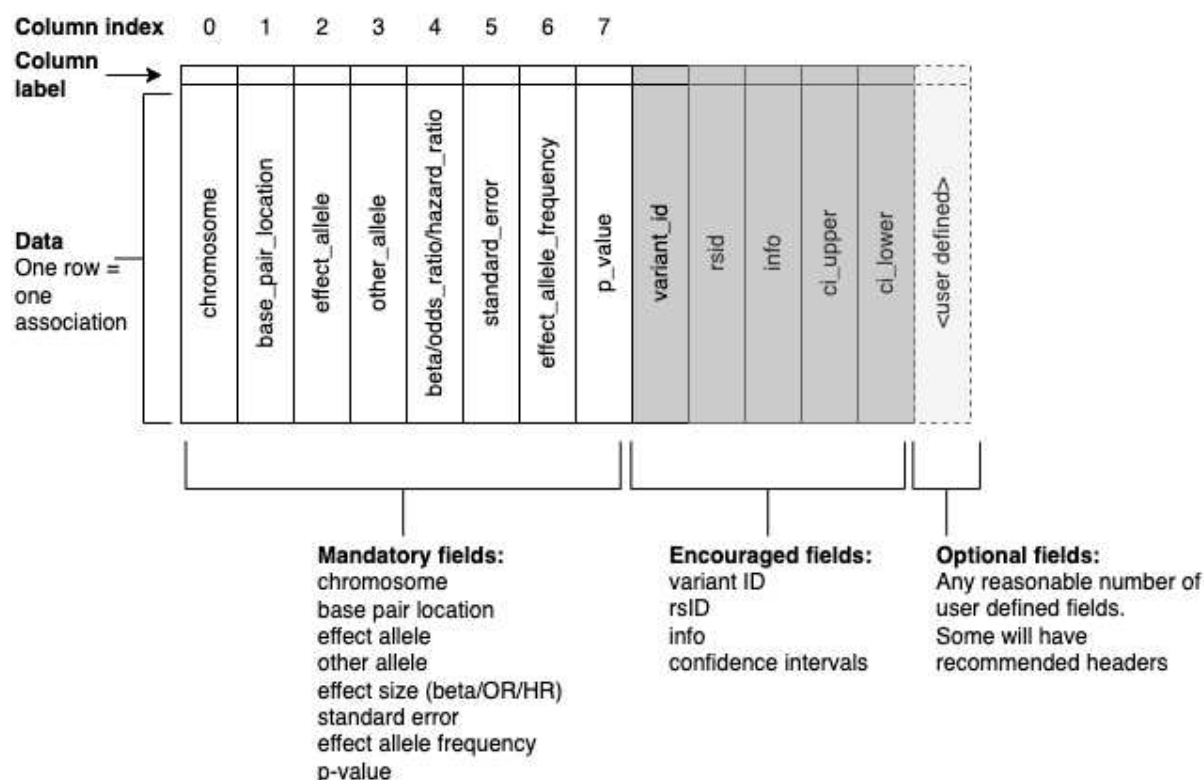 Column index 0 1 2 3 4 5 6 7
Column
label
Data
One row =
one
association
chromosome
base_pair_location
effect_allele
other_allele
beta/odds_ratio/hazard_ratio
standard_error
effect_allele_frequency
p_value
variant_id
rsid
info
ci_upper
ci_lower
<user defined>
Mandatory fields:
chromosome
base pair location
effect allele
other allele
effect size (beta/OR/HR)
standard error
effect allele frequency
p-value
Encouraged fields:
variant ID
rsID
info
confidence intervals
Optional fields:
Any reasonable number of
user defined fields.
Some will have
recommended headers